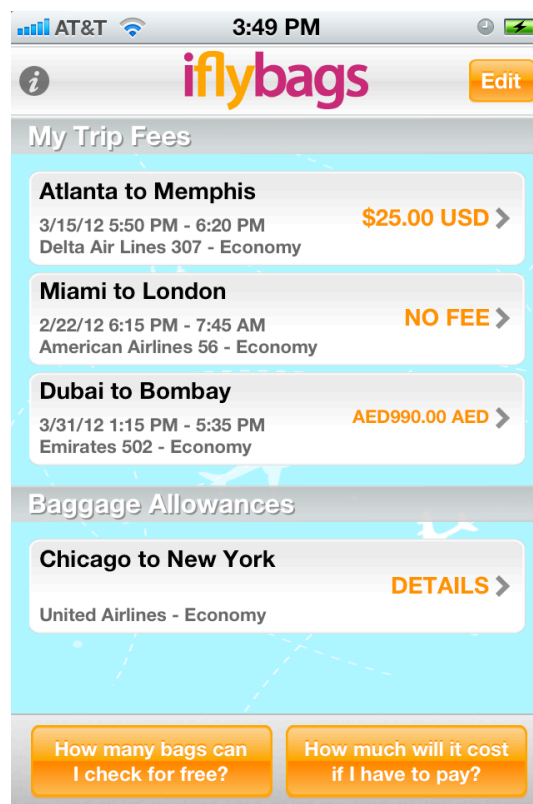 AT&T 3:49 PM
i iflybags Edit
My Trip Fees
Atlanta to Memphis
3/15/12 5:50 PM - 6:20 PM
$25.00 USD
Delta Air Lines 307 - Economy
Miami to London
2/22/12 6:15 PM - 7:45 AM
NO FEE
American Airlines 56 - Economy
Dubai to Bombay
3/31/12 1:15 PM - 5:35 PM
AED990.00 AED
Emirates 502 - Economy
Baggage Allowances
Chicago to New York
DETAILS
United Airlines - Economy
How many bags can
I check for free?
How much will it cost
if I have to pay?